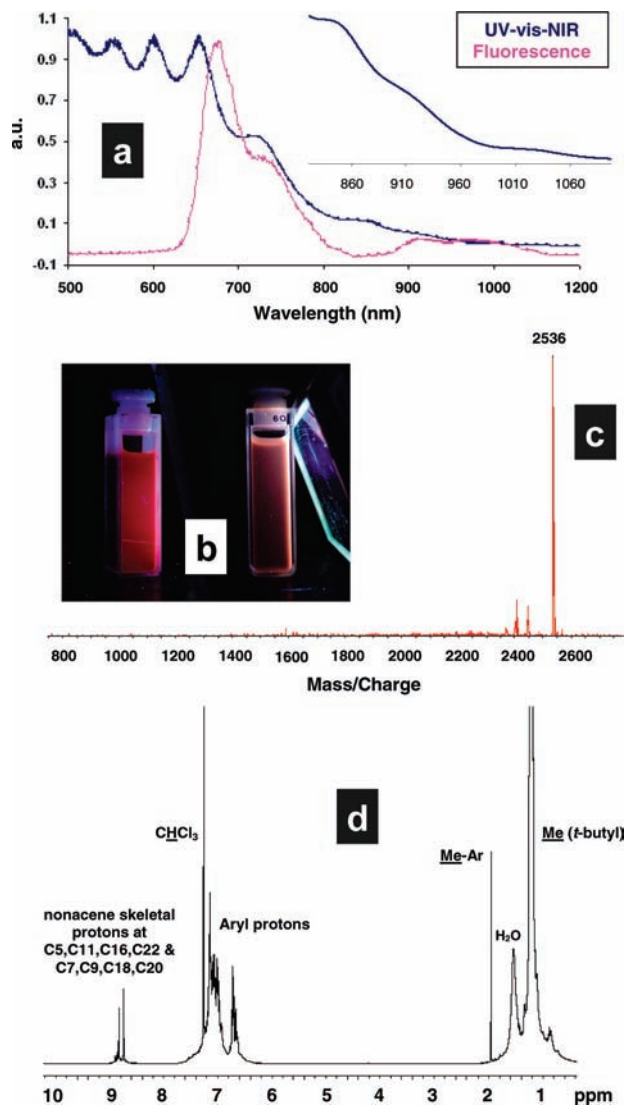 1.1
UV-vis-NIR
Fluorescence
0.9
0.7
a
a.u.
0.5
0.3
860 910 960 1010 1060
0.1
-0.1
500 600 700 800 900 1000 1200
Wavelength (nm)
2536
c
60
b
800 1000 1200 1400 1600 1800 2000 2200 2400 2600
Mass/Charge
d
CHCl3
Me (t-butyl)
Me-Ar
nonacene skeletal
protons at
C5,C11,C16,C22 &
C7,C9,C18,C20
Aryl protons
H2O
10 9 8 7 6 5 4 3 2 1 ppm